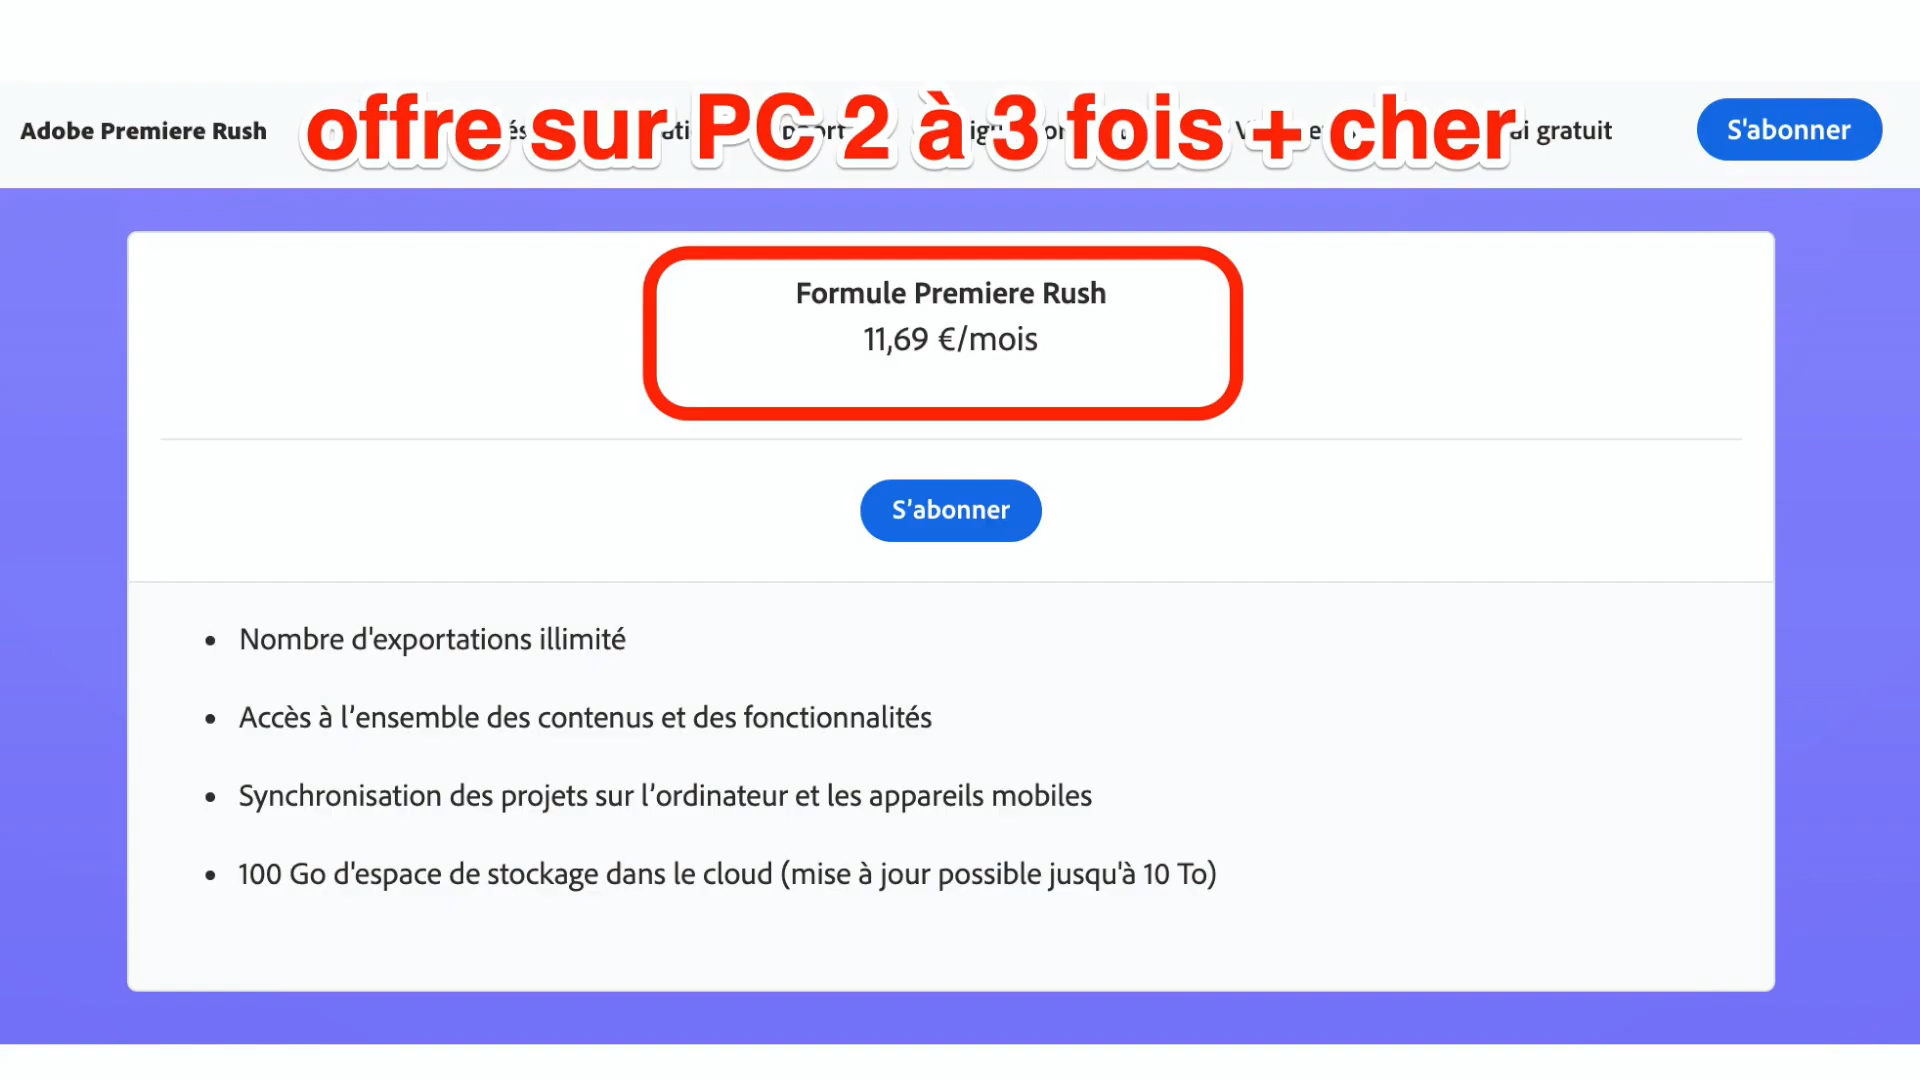 Adobe Premiere Rush
offre sur PC 2 à 3 fois + cher
gratuit
S'abonner
Formule Premiere Rush
11,69 €/mois
S'abonner
• Nombre d'exportations illimité
• Accès à l’ensemble des contenus et des fonctionnalités
• Synchronisation des projets sur l’ordinateur et les appareils mobiles
• 100 Go d'espace de stockage dans le cloud (mise à jour possible jusqu'à 10 To)